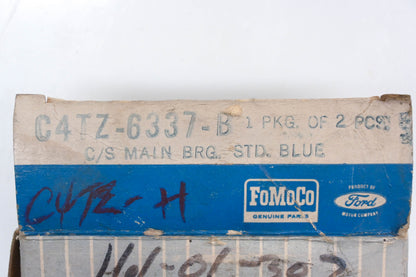 C4TZ-6337-B 1 PKG. OF 2 PCS.
C/S MAIN BRG. STD. BLUE
C4TZ-H
FoMoCo
GENUINE PARTS
PRODUCT OF
Ford
MOTOR COMPANY